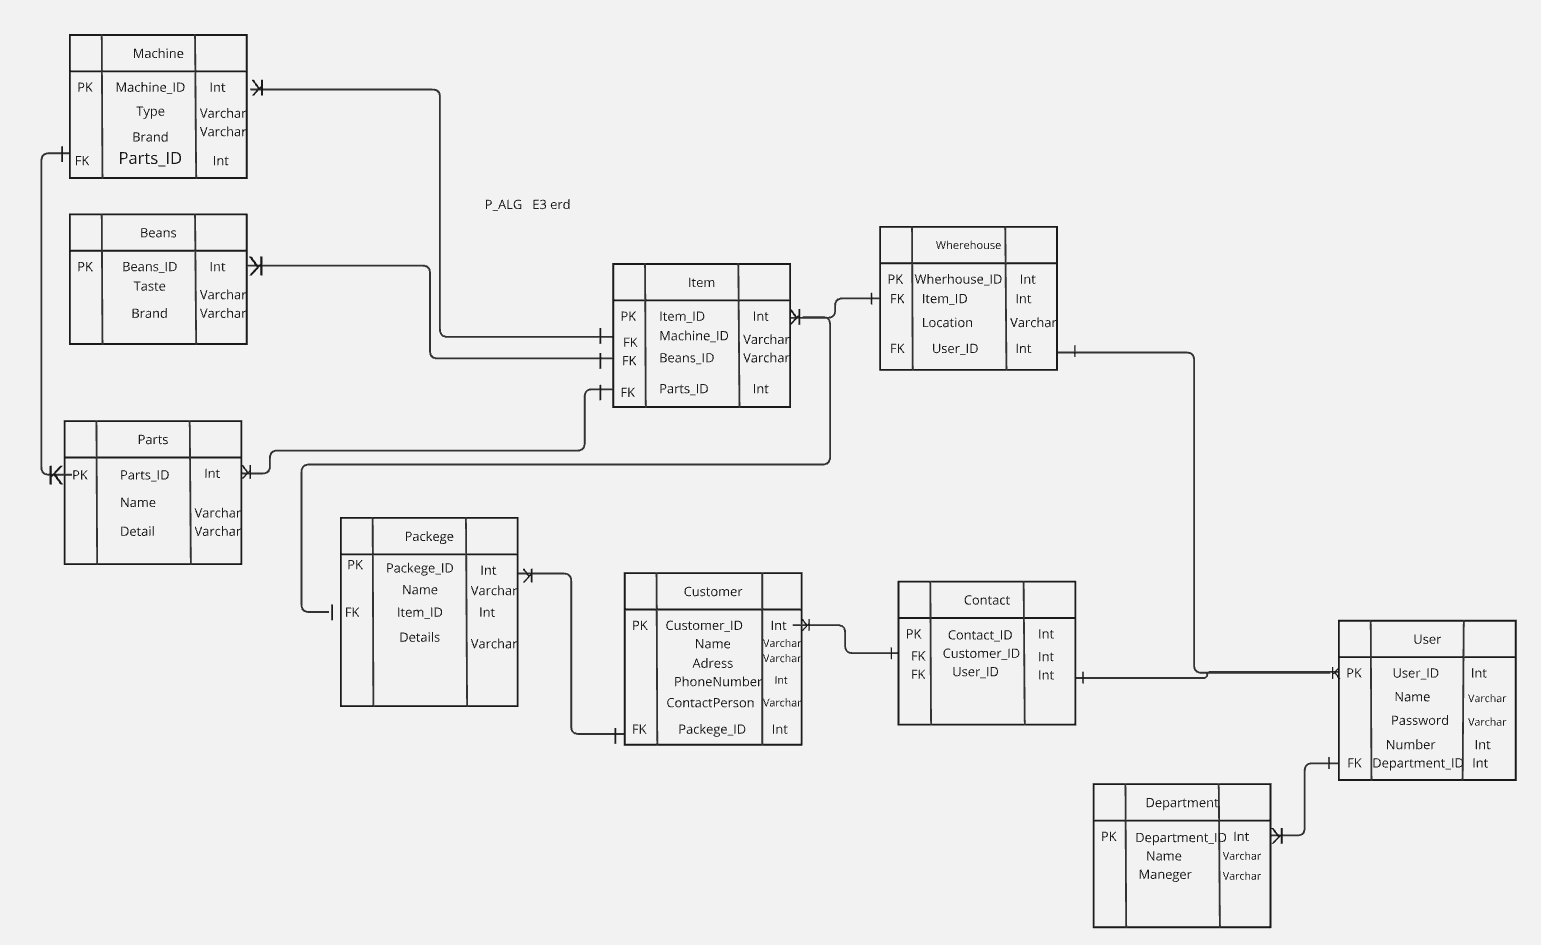 Machine
PK Machine_ID Int
Type Varchar
Brand Varchar
FK Parts_ID Int
P_ALG E3 erd
Beans
PK Beans_ID Int
Taste Varchar
Brand Varchar
Wherehouse
PK Wherhouse_ID Int
FK Item_ID Int
Location Varchar
FK User_ID Int
Item
PK Item_ID Int
FK Machine_ID Varchar
FK Beans_ID Varchar
FK Parts_ID Int
Parts
PK Parts_ID Int
Name Varchar
Detail Varchar
Packege
PK Packege_ID Int
Name Varchar
FK Item_ID Int
Details Varchar
Customer
PK Customer_ID Int
Name Varchar
Adress Varchar
PhoneNumber Int
ContactPerson Varchar
FK Packege_ID Int
Contact
PK Contact_ID Int
FK Customer_ID Int
FK User_ID Int
User
PK User_ID Int
Name Varchar
Password Varchar
Number Int
FK Department_ID Int
Department
PK Department_ID Int
Name Varchar
Maneger Varchar